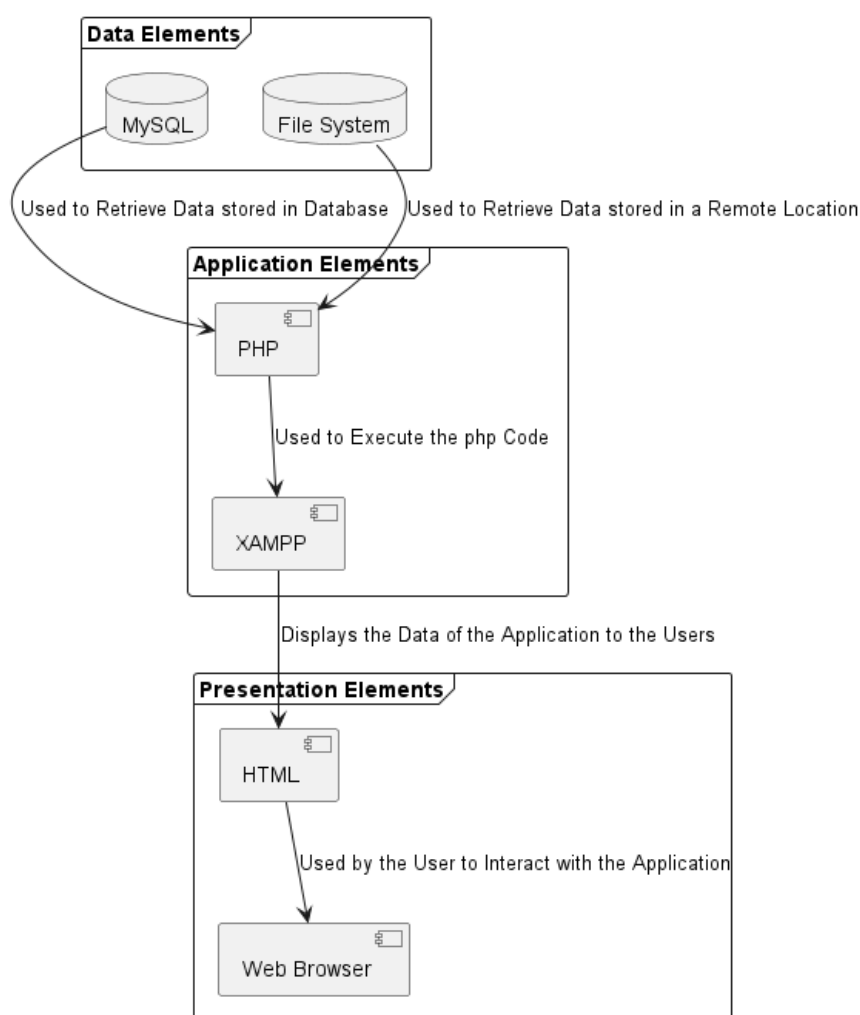 Data Elements
MySQL
File System
Used to Retrieve Data stored in Database
Used to Retrieve Data stored in a Remote Location
Application Elements
PHP
Used to Execute the php Code
XAMPP
Displays the Data of the Application to the Users
Presentation Elements
HTML
Used by the User to Interact with the Application
Web Browser